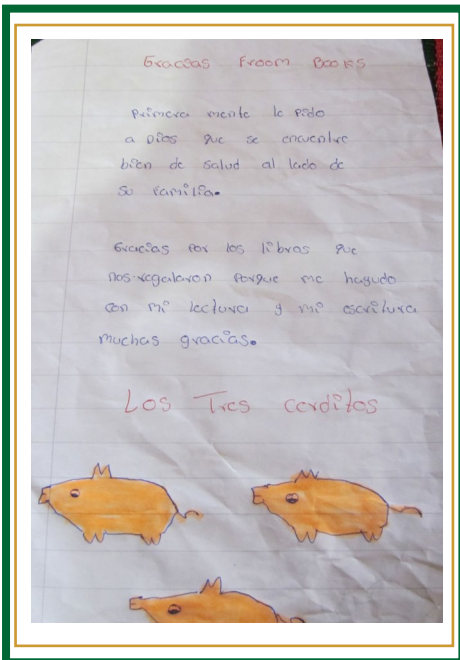 Gracias Froom Books
primera mente le pido
a Dios que se encuentre
bien de salud al lado de
su familia.
Gracias por los libros que
nos regalaron porque me hayudo
con mi lectura y mi escritura
muchas gracias.
Los Tres cerditos